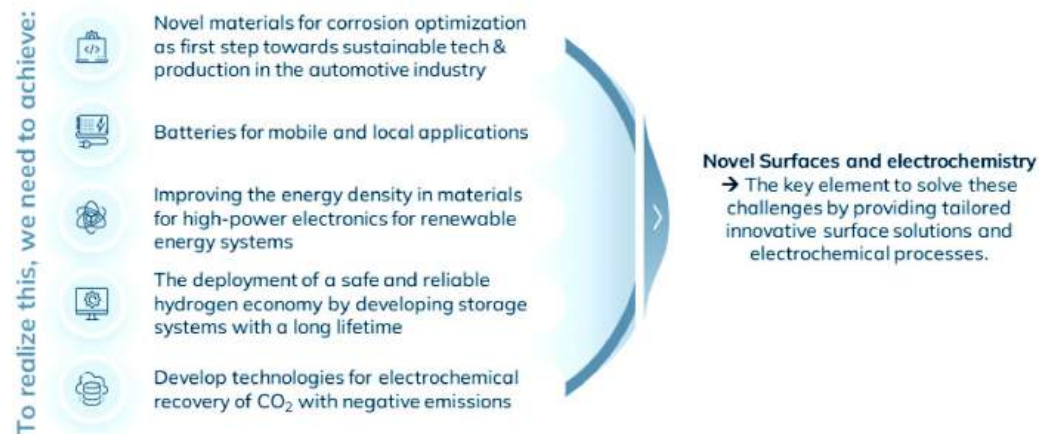 To realize this, we need to achieve:
Novel materials for corrosion optimization
as first step towards sustainable tech &
production in the automotive industry
Batteries for mobile and local applications
Improving the energy density in materials
for high-power electronics for renewable
energy systems
The deployment of a safe and reliable
hydrogen economy by developing storage
systems with a long lifetime
Develop technologies for electrochemical
recovery of CO₂ with negative emissions
Novel Surfaces and electrochemistry
→ The key element to solve these
challenges by providing tailored
innovative surface solutions and
electrochemical processes.